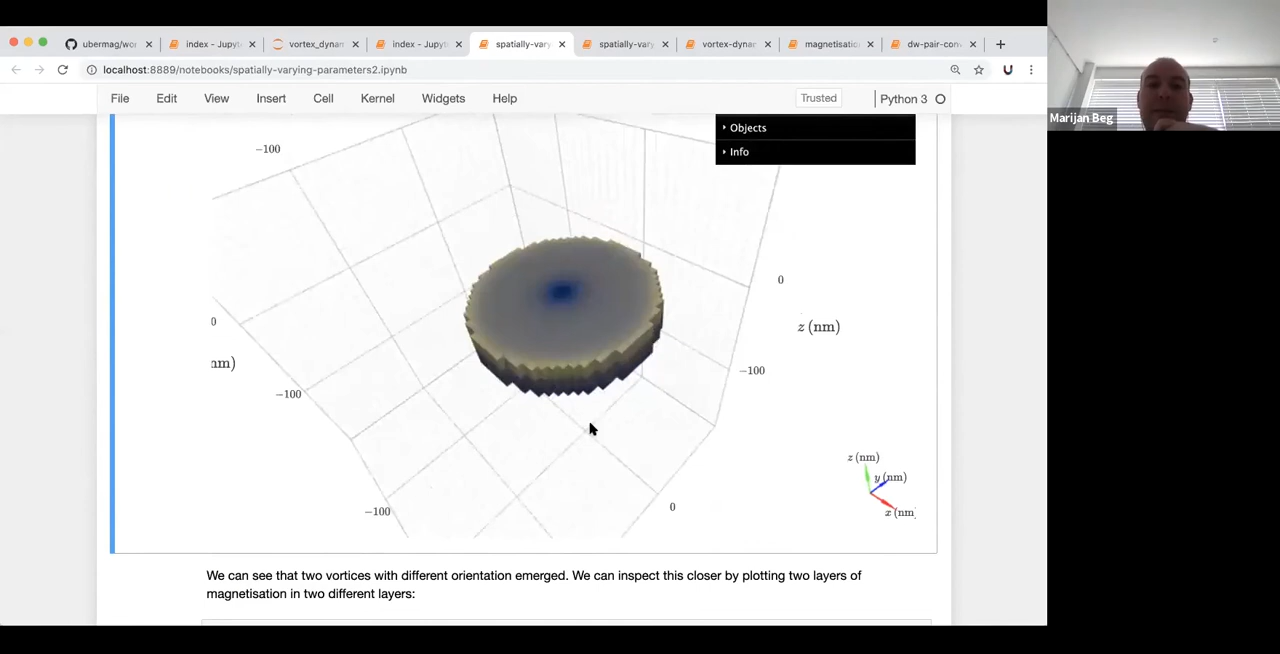 ubermag/wor
index - Jupyt
vortex_dynan
index - Jupyt
spatially-vary
spatially-vary
vortex-dynan
magnetisatio
dw-pair-conv
localhost:8889/notebooks/spatially-varying-parameters2.ipynb
File Edit View Insert Cell Kernel Widgets Help Trusted Python 3
Objects
Info
Marijan Beg
−100
0
z (nm)
0
nm)
−100
−100
z (nm)
y (nm)
x (nm
−100
0
We can see that two vortices with different orientation emerged. We can inspect this closer by plotting two layers of
magnetisation in two different layers: